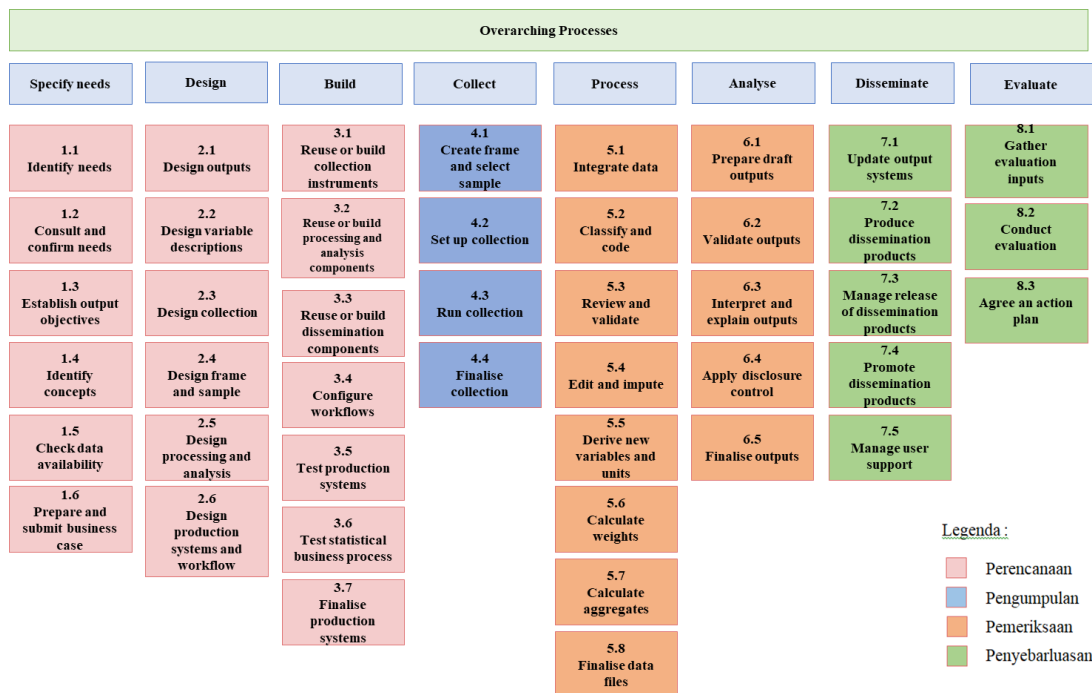 Overarching Processes
Specify needs
1.1
Identify needs
1.2
Consult and
confirm needs
1.3
Establish output
objectives
1.4
Identify
concepts
1.5
Check data
availability
1.6
Prepare and
submit business
case
Design
2.1
Design outputs
2.2
Design variable
descriptions
2.3
Design collection
2.4
Design frame
and sample
2.5
Design
processing and
analysis
2.6
Design
production
systems and
workflow
Build
3.1
Reuse or build
collection
instruments
3.2
Reuse or build
processing and
analysis
components
3.3
Reuse or build
dissemination
components
3.4
Configure
workflows
3.5
Test production
systems
3.6
Test statistical
business process
3.7
Finalise
production
systems
Collect
4.1
Create frame
and select
sample
4.2
Set up collection
4.3
Run collection
4.4
Finalise
collection
Process
5.1
Integrate data
5.2
Classify and
code
5.3
Review and
validate
5.4
Edit and impute
5.5
Derive new
variables and
units
5.6
Calculate
weights
5.7
Calculate
aggregates
5.8
Finalise data
files
Analyse
6.1
Prepare draft
outputs
6.2
Validate outputs
6.3
Interpret and
explain outputs
6.4
Apply disclosure
control
6.5
Finalise outputs
Disseminate
7.1
Update output
systems
7.2
Produce
dissemination
products
7.3
Manage release
of dissemination
products
7.4
Promote
dissemination
products
7.5
Manage user
support
Evaluate
8.1
Gather
evaluation
inputs
8.2
Conduct
evaluation
8.3
Agree an action
plan
Legenda :
Perencanaan
Pengumpulan
Pemeriksaan
Penyebarluasan